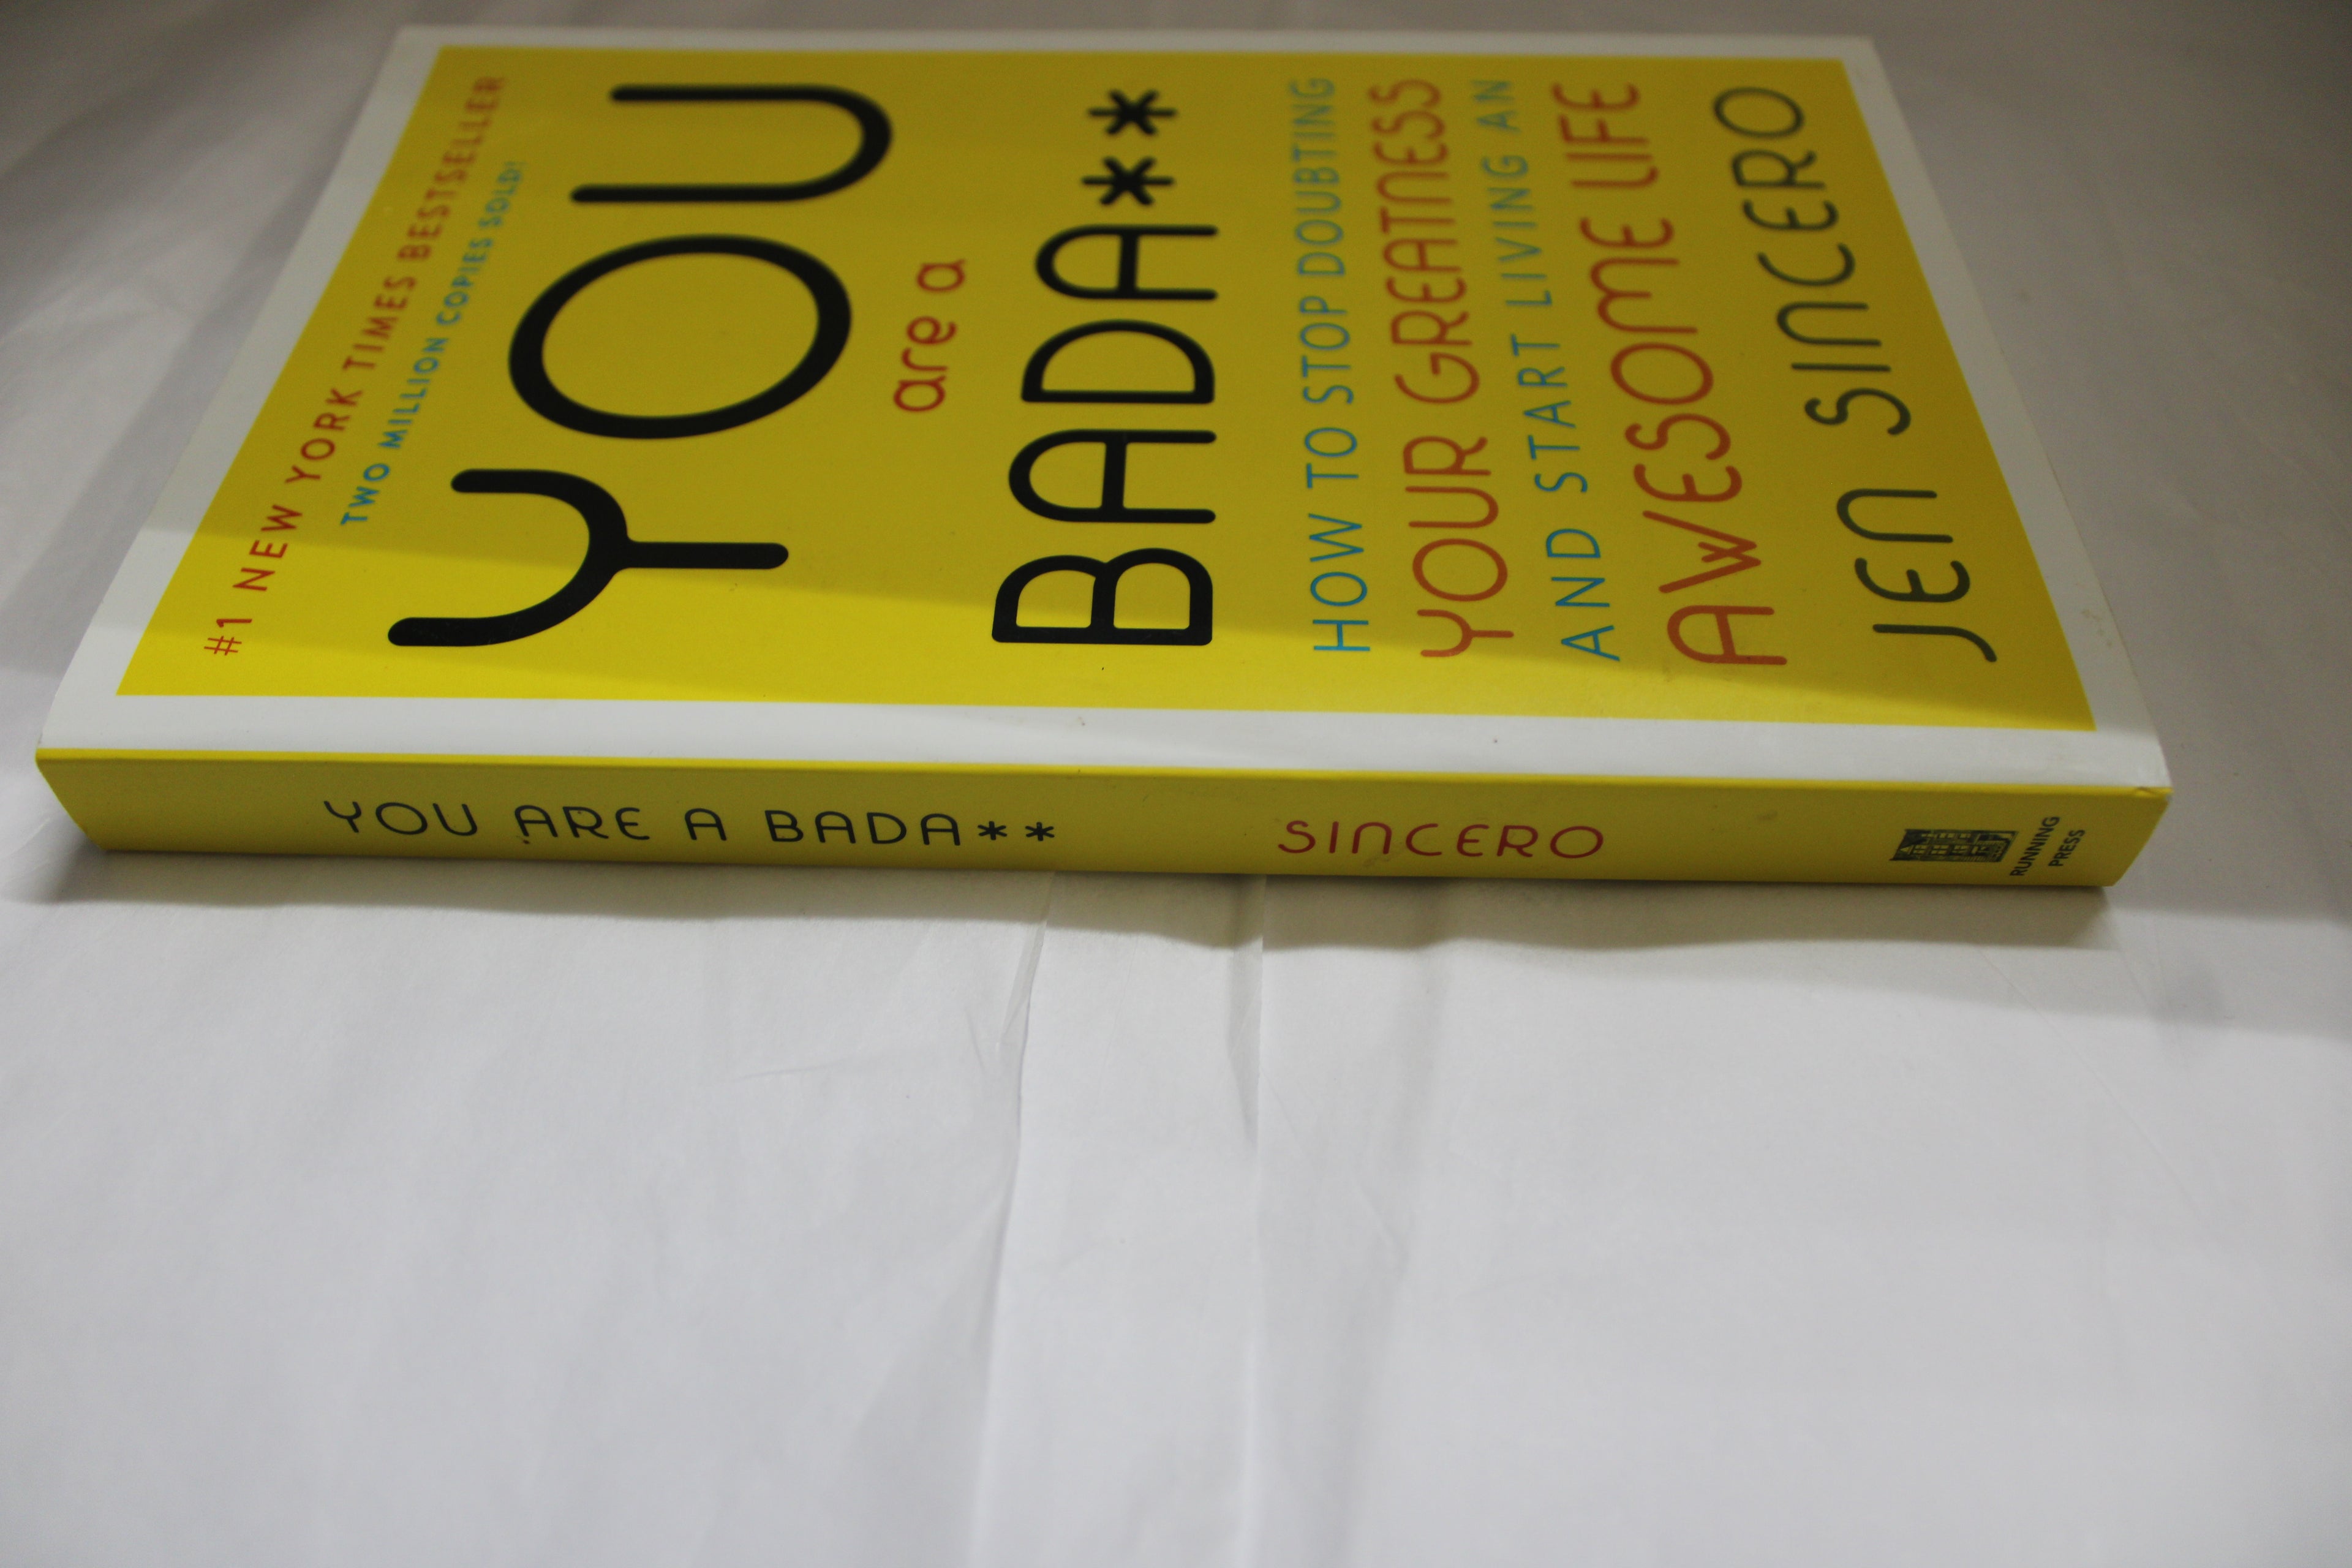 #1 NEW YORK TIMES BESTSELLER
TWO MILLION COPIES SOLD!
YOU
are a
BADA**
HOW TO STOP DOUBTING
YOUR GREATNESS
AND START LIVING AN
AWESOME LIFE
JEN SINCERO
YOU ARE A BADA** SINCERO
RUNNING
PRESS